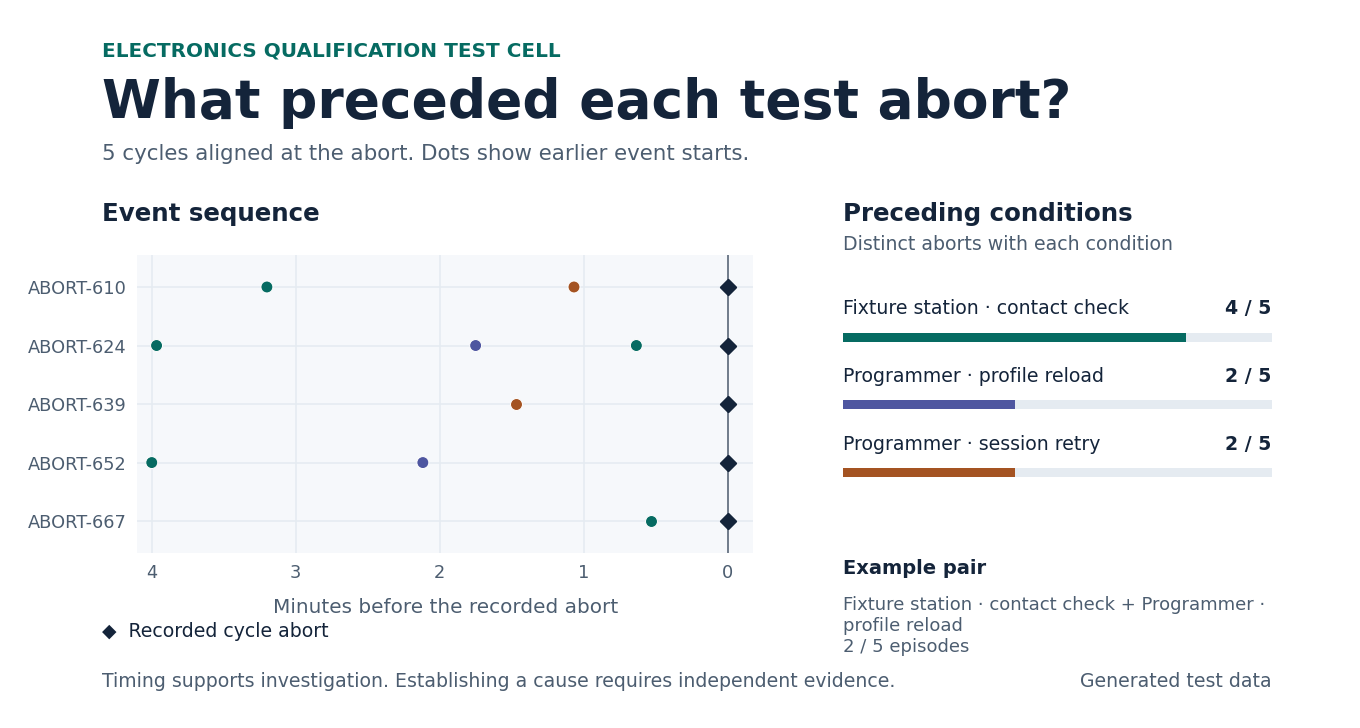 ELECTRONICS QUALIFICATION TEST CELL
What preceded each test abort?
5 cycles aligned at the abort. Dots show earlier event starts.
Event sequence
ABORT-610
ABORT-624
ABORT-639
ABORT-652
ABORT-667
4 3 2 1 0
Minutes before the recorded abort
◆ Recorded cycle abort
Preceding conditions
Distinct aborts with each condition
Fixture station · contact check 4 / 5
Programmer · profile reload 2 / 5
Programmer · session retry 2 / 5
Example pair
Fixture station · contact check + Programmer ·
profile reload
2 / 5 episodes
Timing supports investigation. Establishing a cause requires independent evidence.
Generated test data